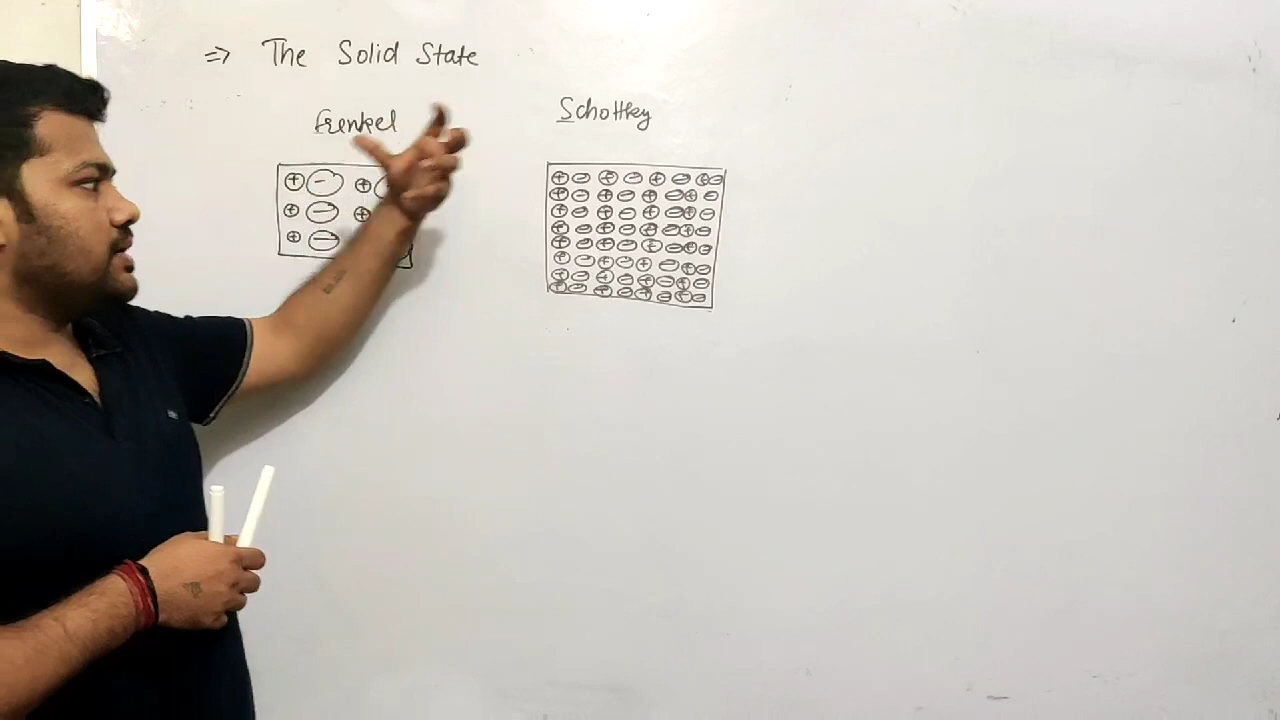 ⇒ The Solid State
Frenkel Schottky
+ - +
+ - +
+ -
+ - + - + - + -
+ - + - + - + -
+ - + - + - + -
+ - + - + - + -
+ - + - + - + -
+ - + - + - + -
+ - + - + - + -
+ - + - + - + -